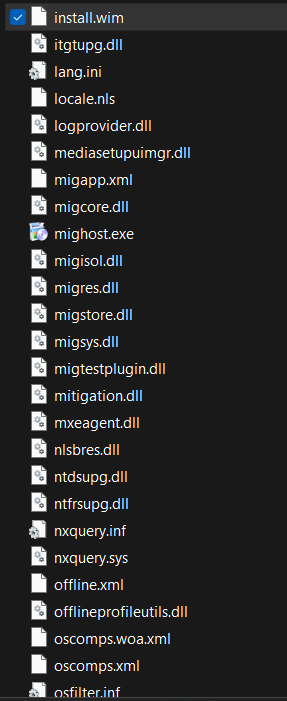 install.wim
itgtupg.dll
lang.ini
locale.nls
logprovider.dll
mediasetupuimgr.dll
migapp.xml
migcore.dll
mighost.exe
migisol.dll
migres.dll
migstore.dll
migsys.dll
migtestplugin.dll
mitigation.dll
mxeagent.dll
nlsbres.dll
ntdsupg.dll
ntfrsupg.dll
nxquery.inf
nxquery.sys
offline.xml
offlineprofileutils.dll
oscomps.woa.xml
oscomps.xml
osfilter.inf